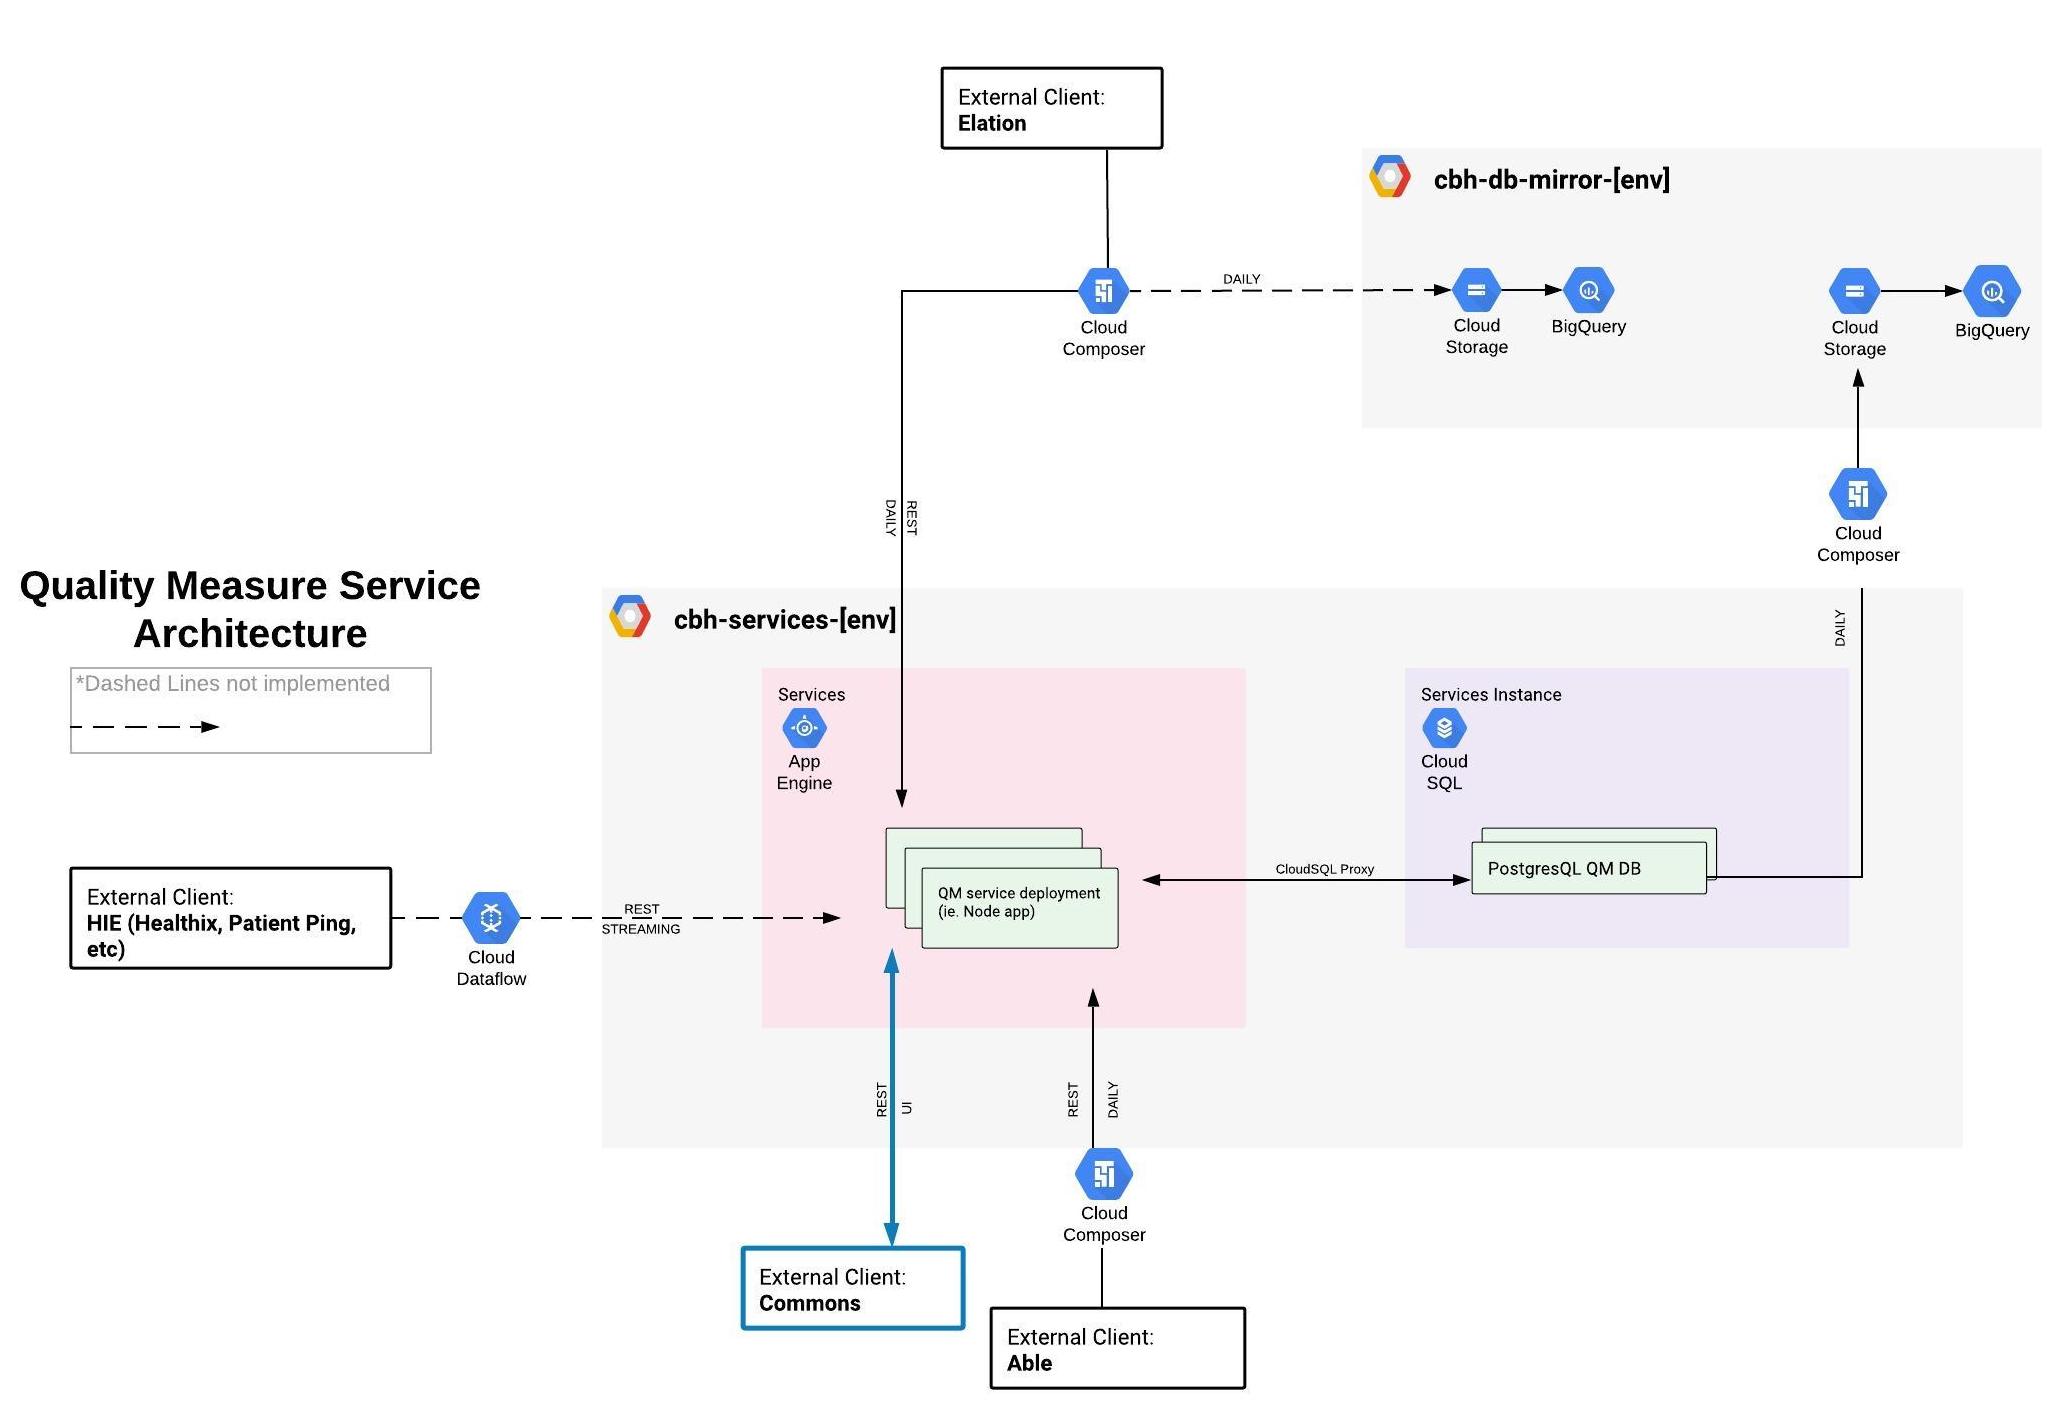 External Client:
Elation
cbh-db-mirror-[env]
DAILY
Cloud
Composer
Cloud
Storage
BigQuery
Cloud
Storage
BigQuery
DAILY
REST
Cloud
Composer
Quality Measure Service
Architecture
*Dashed Lines not implemented
cbh-services-[env]
DAILY
Services
App
Engine
Services Instance
Cloud
SQL
External Client:
HIE (Healthix, Patient Ping,
etc)
Cloud
Dataflow
REST
STREAMING
QM service deployment
(ie. Node app)
CloudSQL Proxy
PostgresQL QM DB
REST
UI
REST
DAILY
Cloud
Composer
External Client:
Commons
External Client:
Able